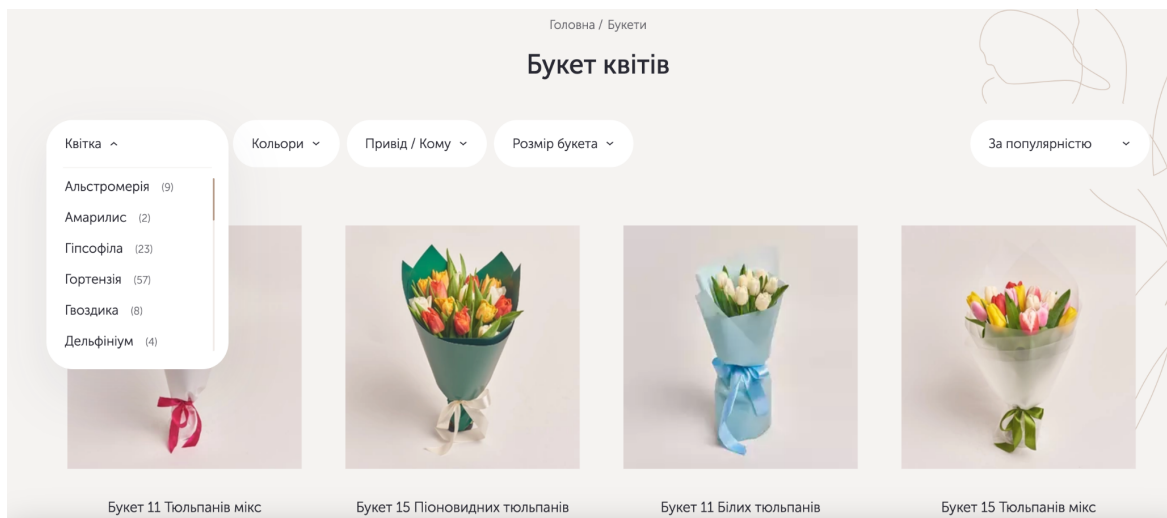 Головна / Букети
Букет квітів
Квітка
Кольори
Привід / Кому
Розмір букета
За популярністю
Альстромерія (9)
Амарилис (2)
Гіпсофіла (23)
Гортензія (57)
Гвоздика (8)
Дельфініум (4)
Букет 11 Тюльпанів мікс
Букет 15 Піоновидних тюльпанів
Букет 11 Білих тюльпанів
Букет 15 Тюльпанів мікс